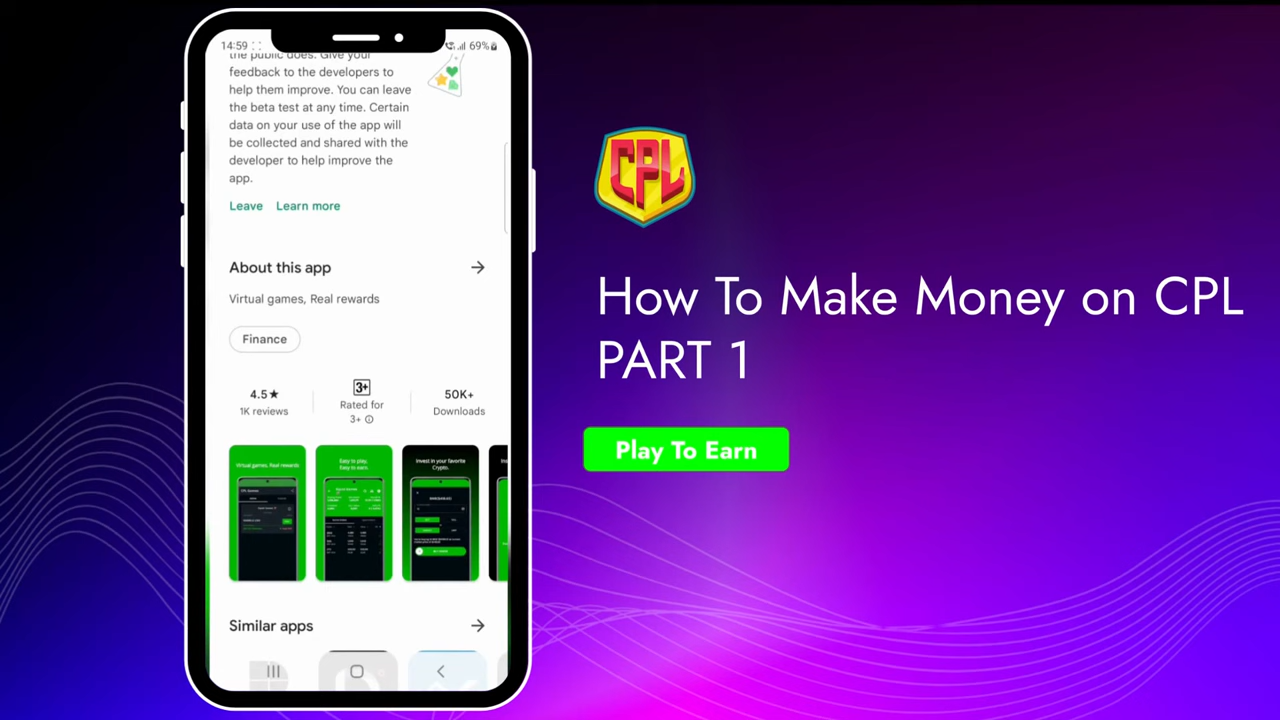 14:59
69%
the public does. Give your
feedback to the developers to
help them improve. You can leave
the beta test at any time. Certain
data on your use of the app will
be collected and shared with the
developer to help improve the
app.
Leave Learn more
About this app
Virtual games, Real rewards
Finance
4.5★
1K reviews
3+
Rated for
3+
50K+
Downloads
Virtual games, Real rewards
Easy to play,
Easy to earn.
Invest in your favorite
Crypto.
Similar apps
CPL
How To Make Money on CPL
PART 1
Play To Earn